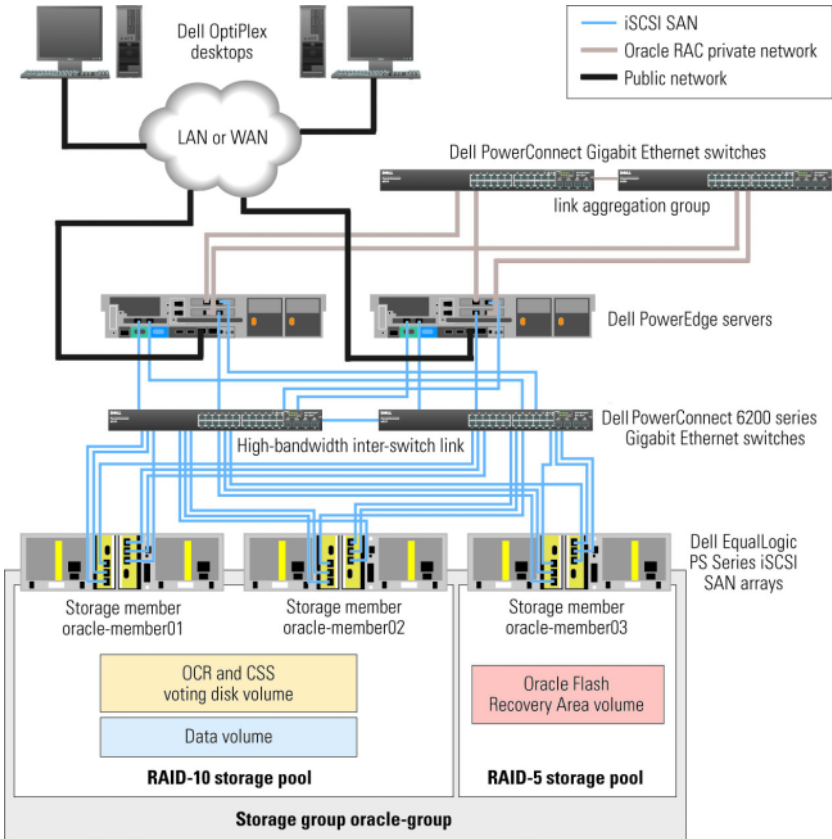 Dell OptiPlex
desktops
iSCSI SAN
Oracle RAC private network
Public network
LAN or WAN
Dell PowerConnect Gigabit Ethernet switches
link aggregation group
Dell PowerEdge servers
High-bandwidth inter-switch link
Dell PowerConnect 6200 series
Gigabit Ethernet switches
Dell EqualLogic
PS Series iSCSI
SAN arrays
Storage member
oracle-member01
Storage member
oracle-member02
Storage member
oracle-member03
OCR and CSS
voting disk volume
Data volume
Oracle Flash
Recovery Area volume
RAID-10 storage pool
RAID-5 storage pool
Storage group oracle-group